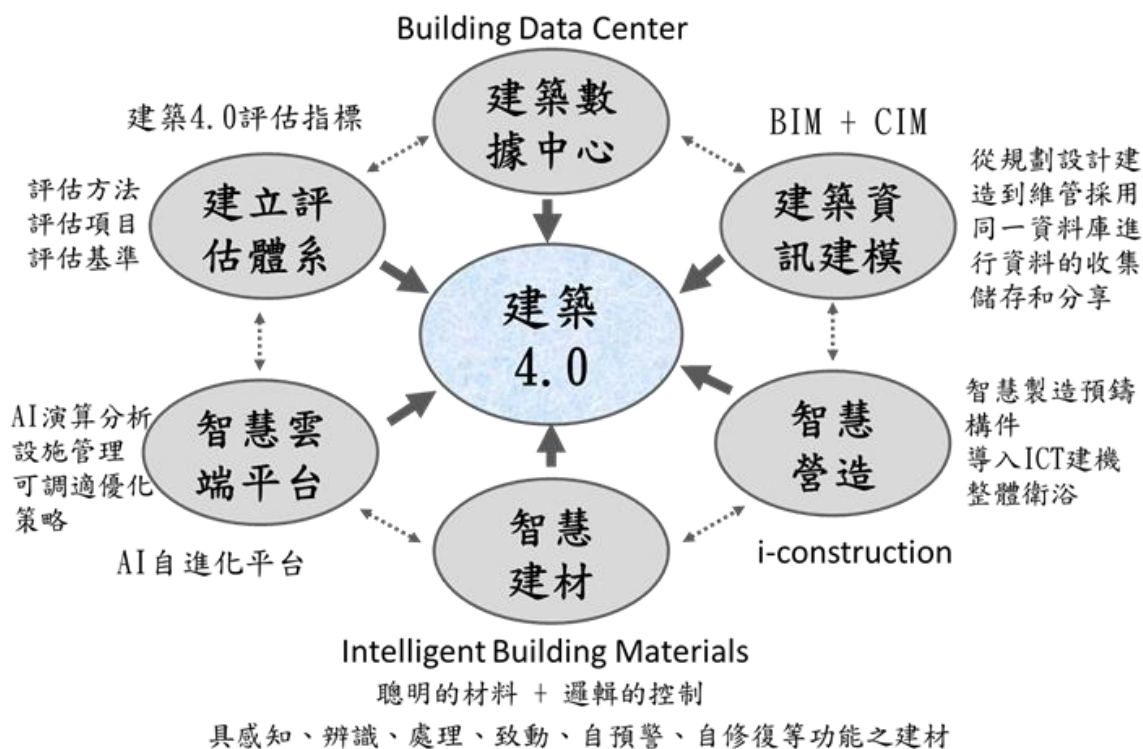 Building Data Center
建築數
據中心
建築4.0評估指標
建立評
估體系
評估方法
評估項目
評估基準
BIM + CIM
建築資
訊建模
從規劃設計建
造到維管採用
同一資料庫進
行資料的收集
儲存和分享
建築
4.0
AI演算分析
設施管理
可調適優化
策略
智慧雲
端平台
AI自進化平台
智慧
營造
智慧製造預鑄
構件
導入ICT建機
整體衛浴
i-construction
智慧
建材
Intelligent Building Materials
聰明的材料 + 邏輯的控制
具感知、辨識、處理、致動、自預警、自修復等功能之建材